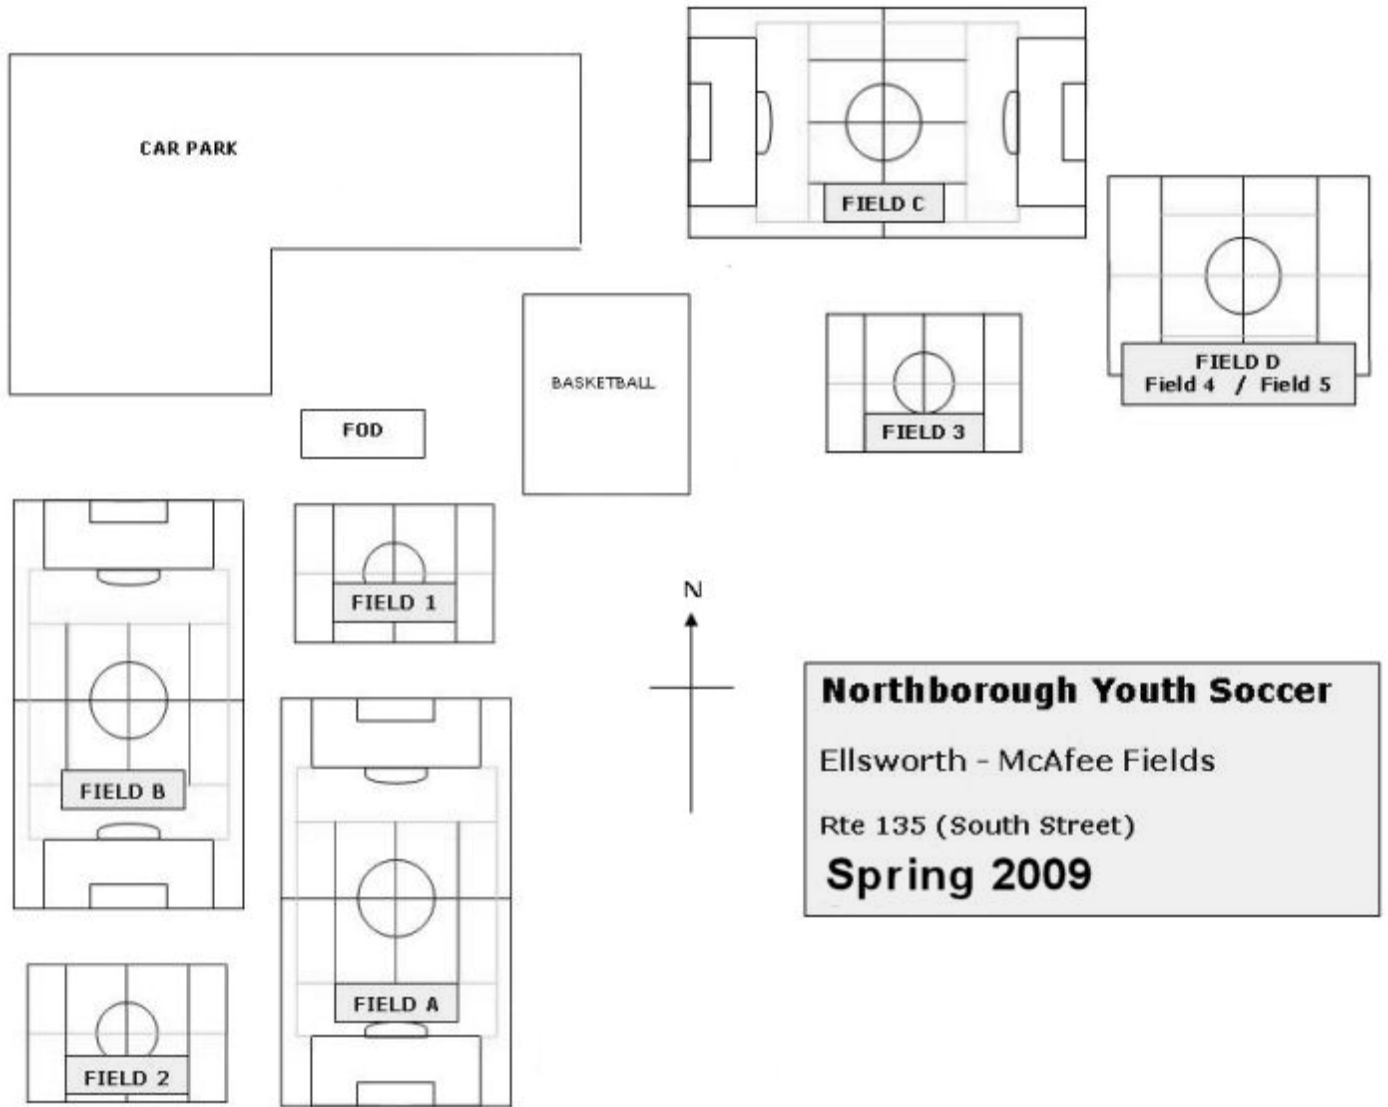 CAR PARK
FIELD C
FIELD D
Field 4 / Field 5
BASKETBALL
FIELD 3
FOD
FIELD 1
N
FIELD B
FIELD A
FIELD 2
Northborough Youth Soccer
Ellsworth - McAfee Fields
Rte 135 (South Street)
Spring 2009